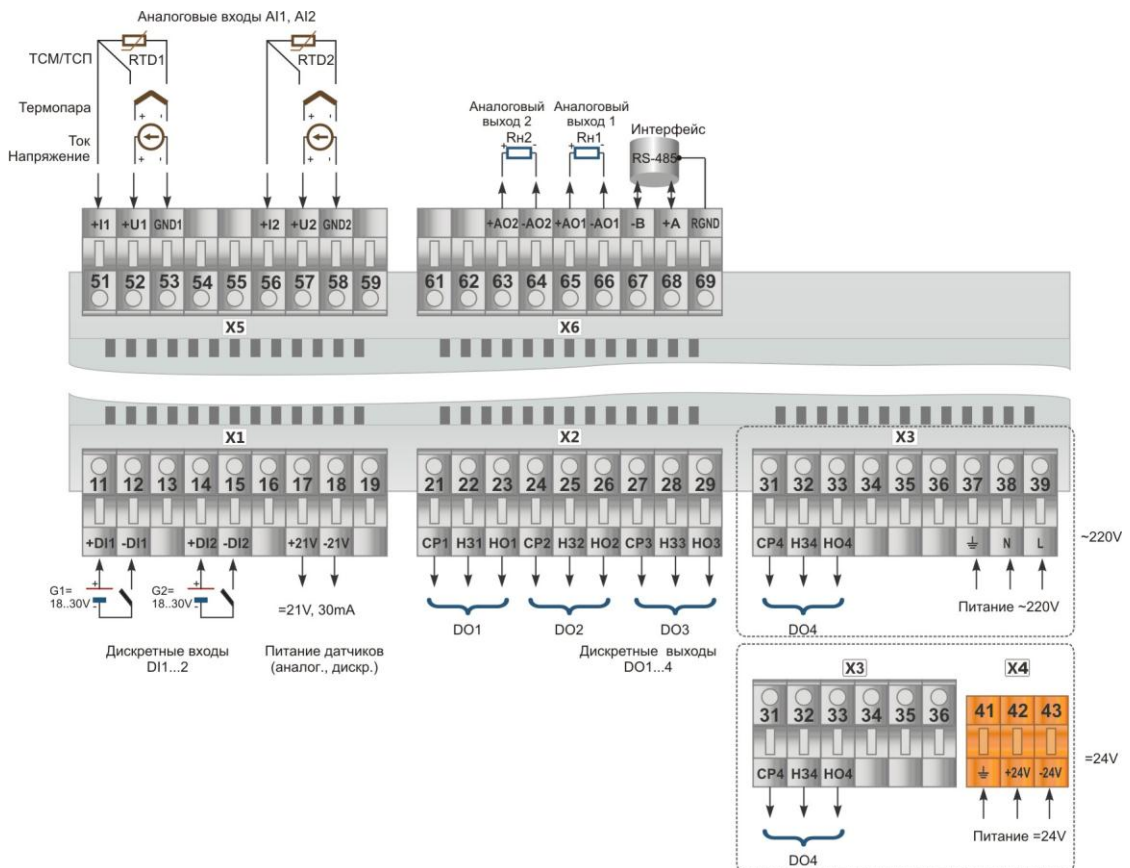 Аналоговые входы AI1, AI2
ТСМ/ТСП
RTD1
RTD2
Термопара
+ -
+ -
Ток
Напряжение
+ -
+ -
Аналоговый
выход 2
Аналоговый
выход 1
Rн2
Rн1
+ -
+ -
Интерфейс
RS-485
+I1 +U1 GND1 +I2 +U2 GND2
51 52 53 54 55 56 57 58 59
X5
+AO2 -AO2 +AO1 -AO1 -B +A RGND
61 62 63 64 65 66 67 68 69
X6
X1
11 12 13 14 15 16 17 18 19
+DI1 -DI1 +DI2 -DI2 +21V -21V
G1=
18..30V
+
-
G2=
18..30V
+
-
=21V, 30mA
Дискретные входы
DI1...2
Питание датчиков
(аналог., дискр.)
X2
21 22 23 24 25 26 27 28 29
CP1 H31 HO1 CP2 H32 HO2 CP3 H33 HO3
DO1
DO2
DO3
Дискретные выходы
DO1...4
X3
31 32 33 34 35 36 37 38 39
CP4 H34 HO4 N L
~220V
Питание ~220V
DO4
X3
X4
31 32 33 34 35 36
41 42 43
CP4 H34 HO4
+24V -24V
=24V
Питание =24V
DO4